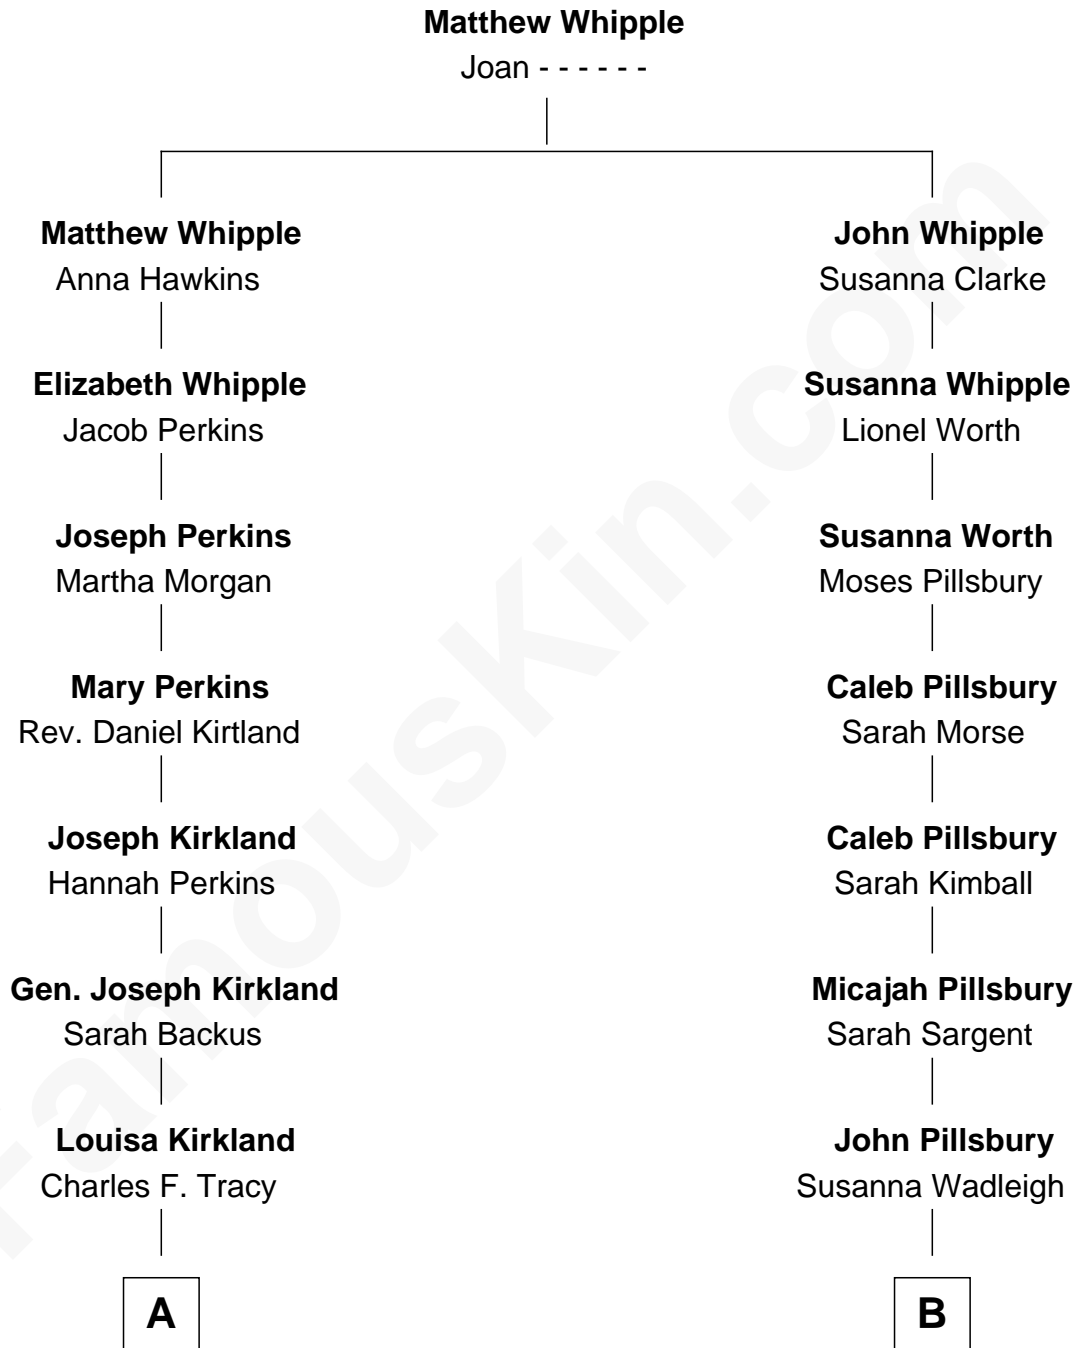 Matthew Whipple
Joan - - - - - -
Matthew Whipple
Anna Hawkins
John Whipple
Susanna Clarke
Elizabeth Whipple
Jacob Perkins
Susanna Whipple
Lionel Worth
Joseph Perkins
Martha Morgan
Susanna Worth
Moses Pillsbury
Mary Perkins
Rev. Daniel Kirtland
Caleb Pillsbury
Sarah Morse
Joseph Kirkland
Hannah Perkins
Caleb Pillsbury
Sarah Kimball
Gen. Joseph Kirkland
Sarah Backus
Micajah Pillsbury
Sarah Sargent
Louisa Kirkland
Charles F. Tracy
John Pillsbury
Susanna Wadleigh
A
B
FamousKin.com